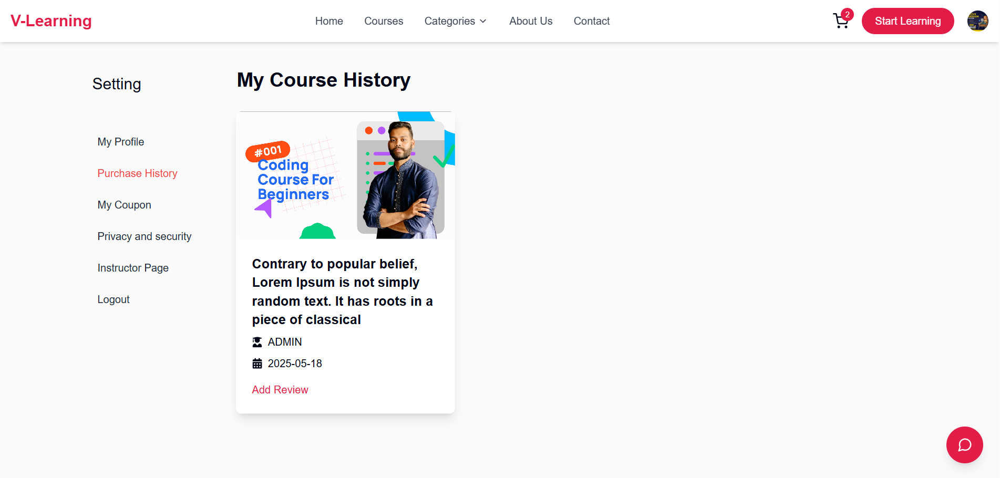 V-Learning
Home
Courses
Categories
About Us
Contact
2
Start Learning
DESIGN
Setting
My Profile
Purchase History
My Coupon
Privacy and security
Instructor Page
Logout
My Course History
#001
Coding
Course For
Beginners
Contrary to popular belief,
Lorem Ipsum is not simply
random text. It has roots in a
piece of classical
ADMIN
2025-05-18
Add Review